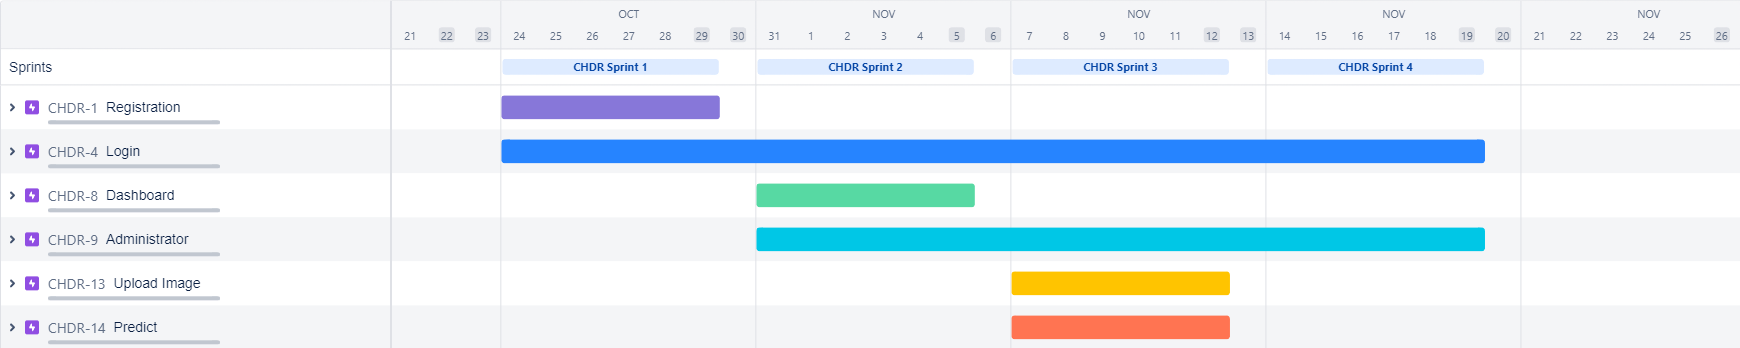 OCT NOV NOV NOV NOV
21 22 23 24 25 26 27 28 29 30 31 1 2 3 4 5 6 7 8 9 10 11 12 13 14 15 16 17 18 19 20 21 22 23 24 25 26
Sprints CHDR Sprint 1 CHDR Sprint 2 CHDR Sprint 3 CHDR Sprint 4
CHDR-1 Registration
CHDR-4 Login
CHDR-8 Dashboard
CHDR-9 Administrator
CHDR-13 Upload Image
CHDR-14 Predict